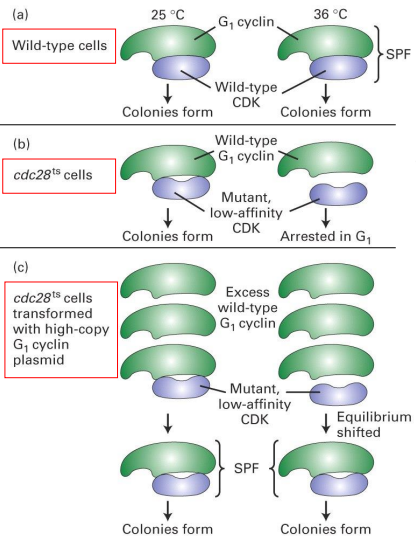 (a)
25 °C
G1 cyclin
36 °C
Wild-type cells
SPF
Wild-type
CDK
Colonies form
Colonies form
(b)
Wild-type
G1 cyclin
cdc28ts cells
Mutant,
low-affinity
CDK
Colonies form
Arrested in G1
(c)
cdc28ts cells
transformed
with high-copy
G1 cyclin
plasmid
Excess
wild-type
G1 cyclin
Mutant,
low-affinity
CDK
Equilibrium
shifted
SPF
Colonies form
Colonies form